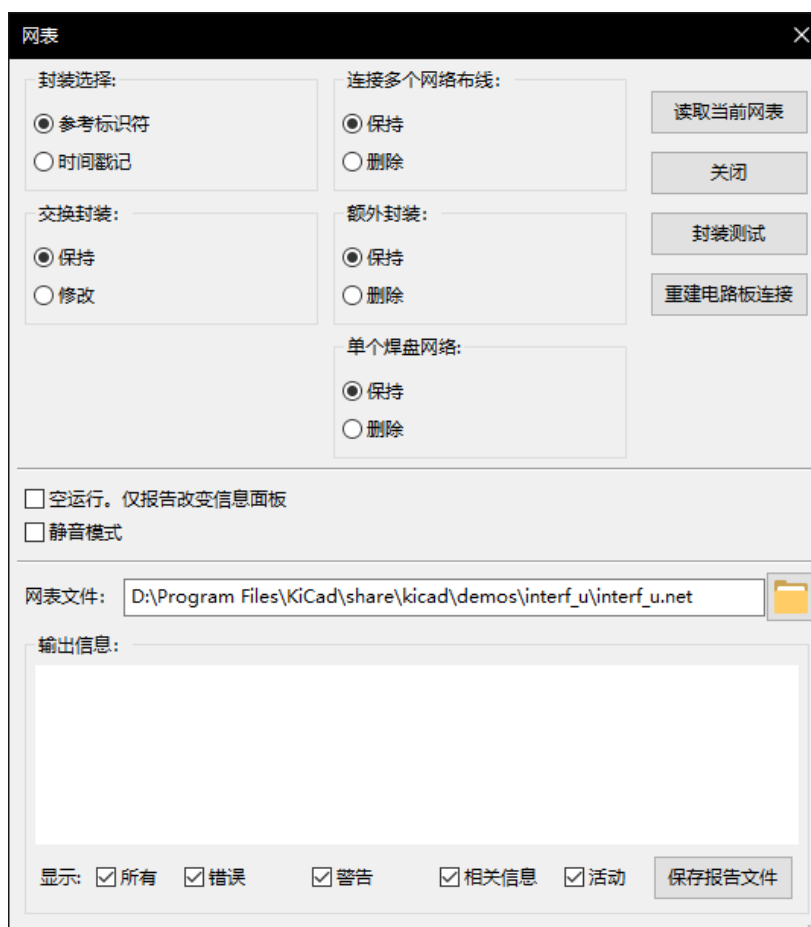 网表
封装选择:
参考标识符
时间戳记
连接多个网络布线:
保持
删除
读取当前网表
关闭
封装测试
重建电路板连接
交换封装:
保持
修改
额外封装:
保持
删除
单个焊盘网络:
保持
删除
空运行。仅报告改变信息面板
静音模式
网表文件: D:\Program Files\KiCad\share\kicad\demos\interf_u\interf_u.net
输出信息:
显示: 所有 错误 警告 相关信息 活动 保存报告文件